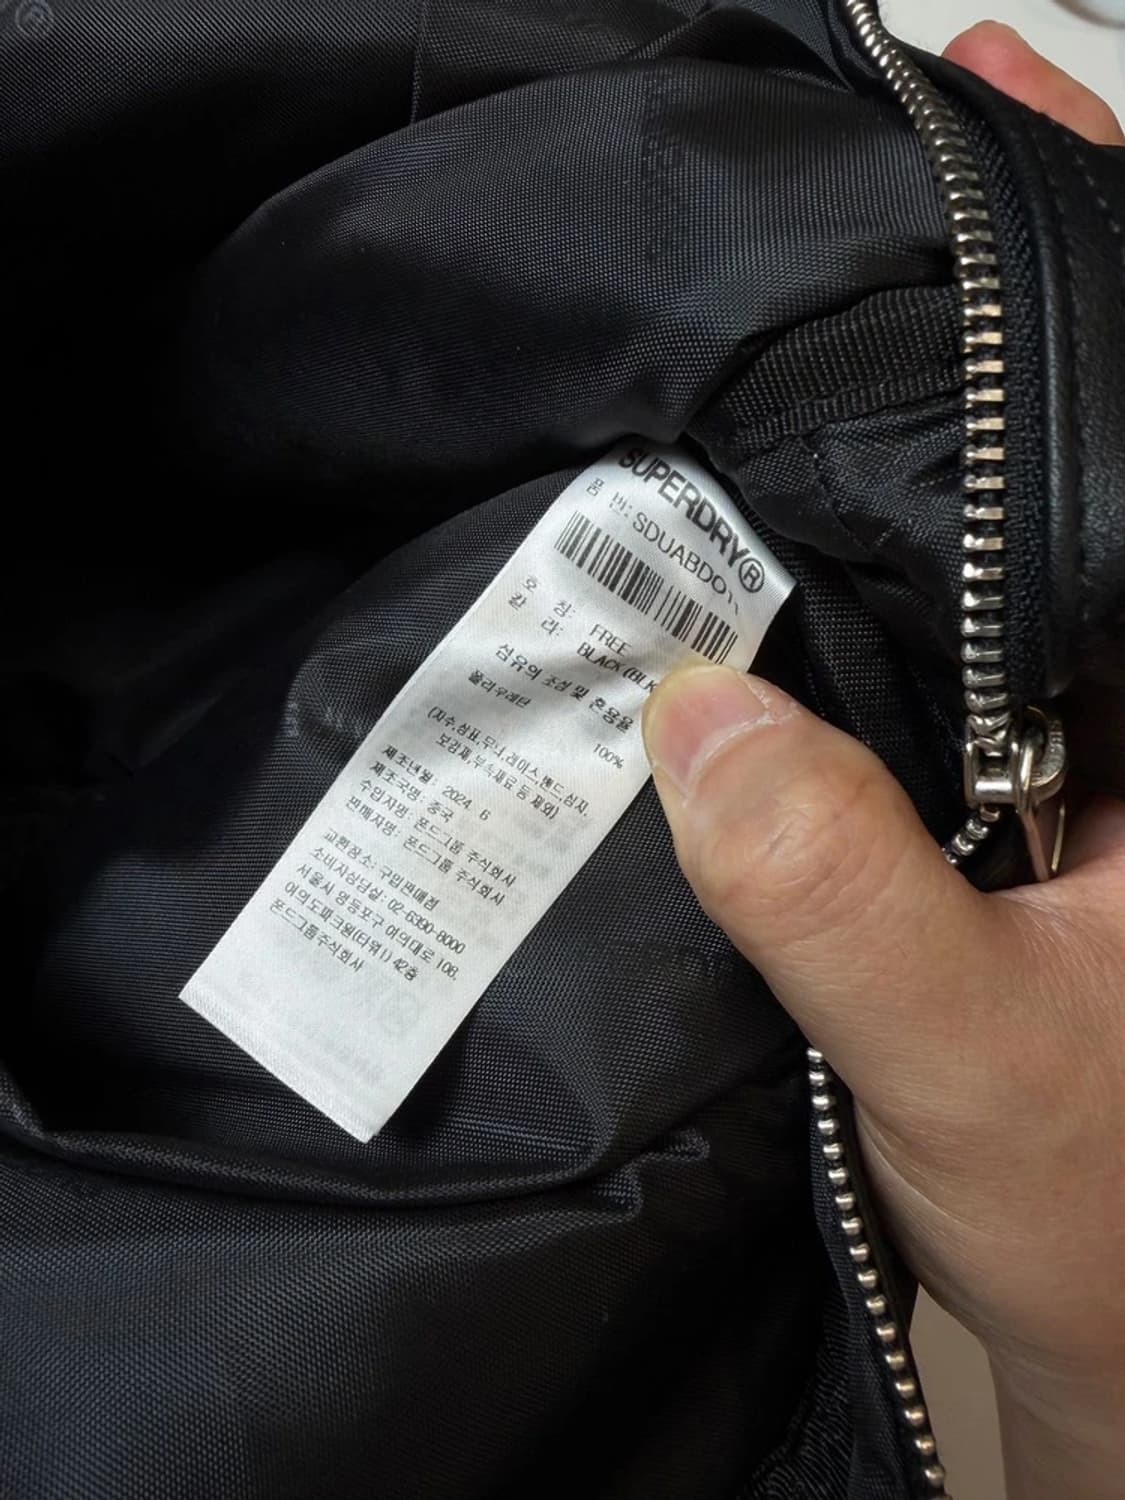 SUPERDRY®
품 번: SDUABD0
호 칭: FREE
칼 라: BLACK (BLK
섬유의 조성 및 혼용율
폴리우레탄 100%
(자수,상표,무늬,레이스,밴드,심지,
보강재,부속재료 등 제외)
제조년월: 2024. 6
제조국명: 중국
수입자명: 폰드그룹 주식회사
판매자명: 폰드그룹 주식회사
교환장소: 구입판매점
소비자상담실: 02-6390-8000
서울시 영등포구 여의대로 108,
여의도파크원(타워1) 42층
폰드그룹주식회사